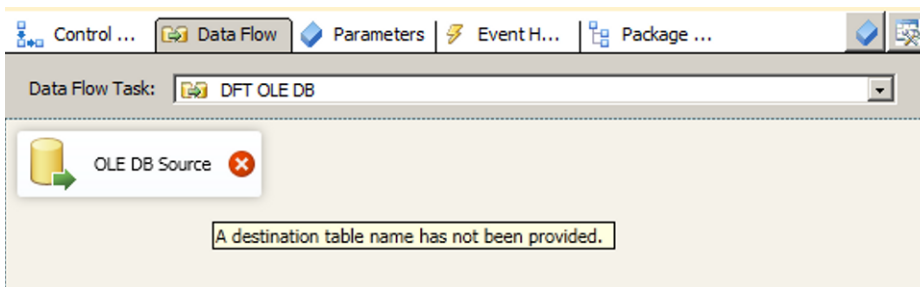 Control ... Data Flow Parameters Event H... Package ...
Data Flow Task: DFT OLE DB
OLE DB Source
A destination table name has not been provided.